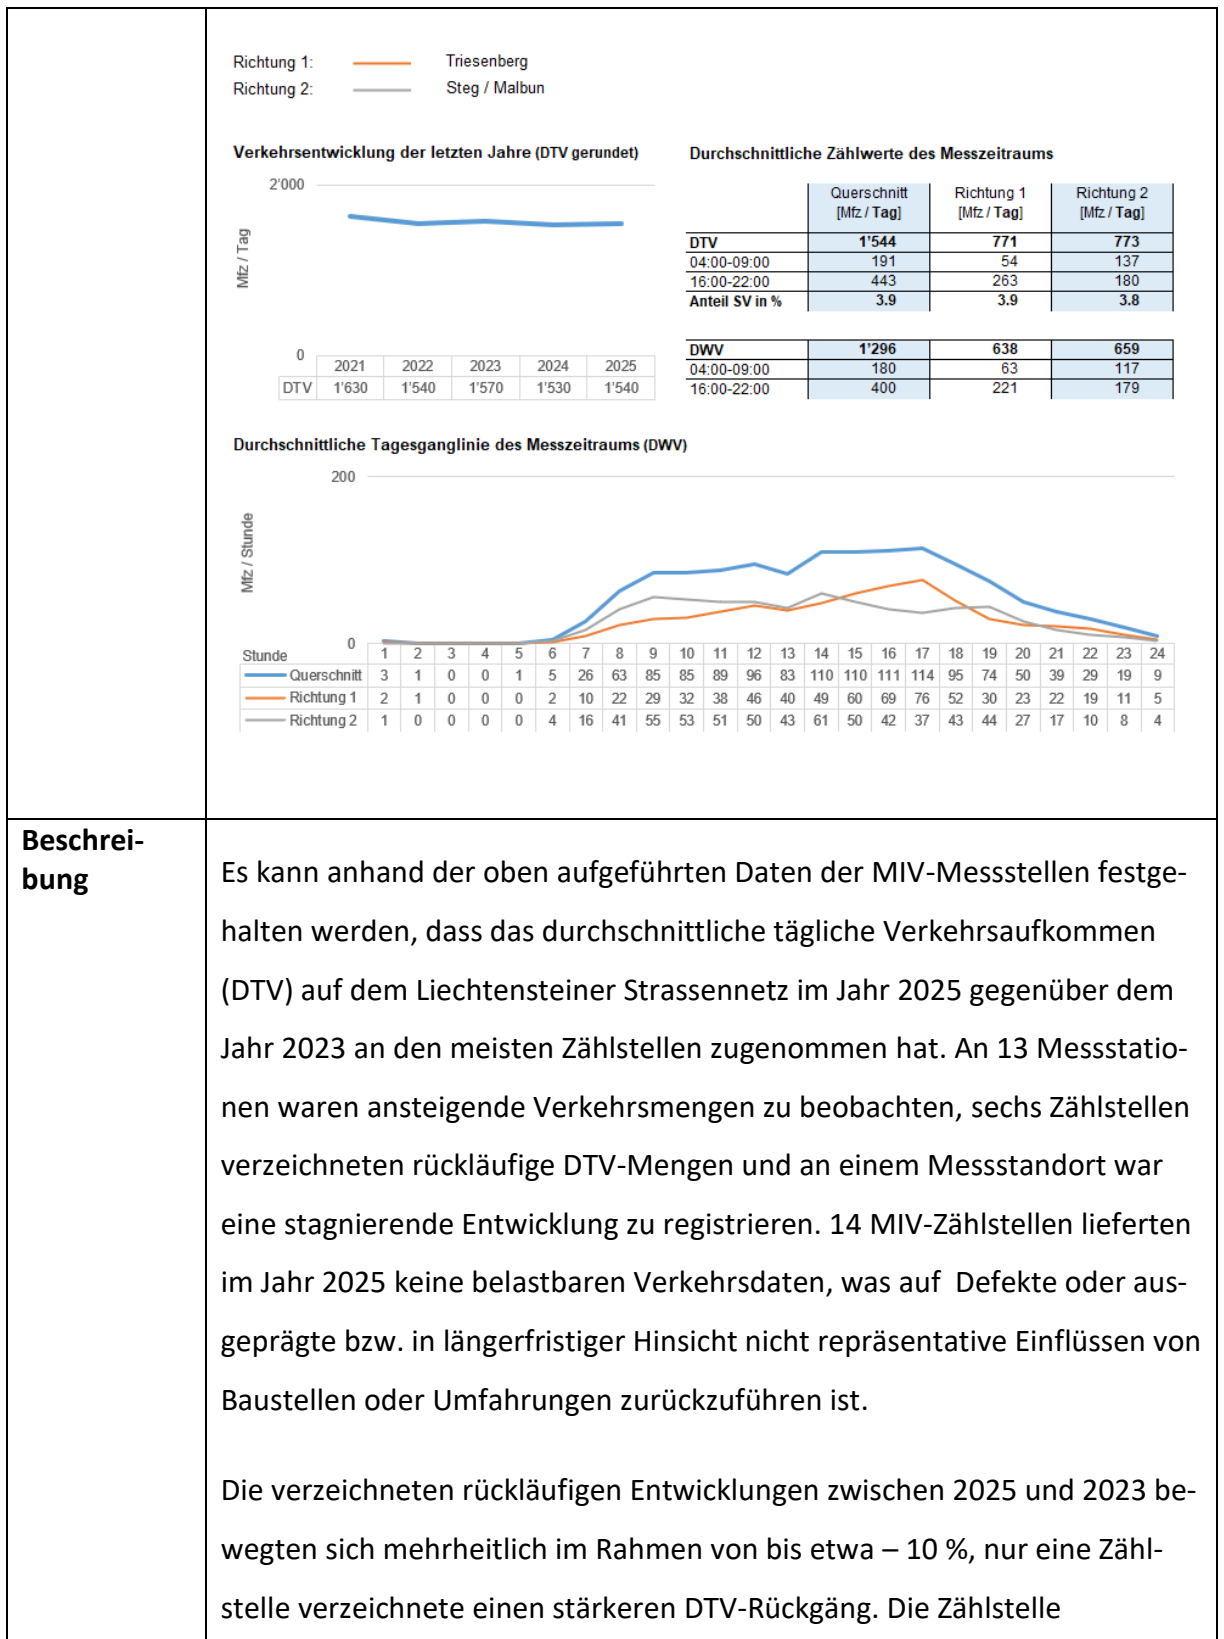 Richtung 1: Triesenberg
Richtung 2: Steg / Malbun
Verkehrsentwicklung der letzten Jahre (DTV gerundet)
2'000
Mfz / Tag
0
2021 2022 2023 2024 2025
DTV 1'630 1'540 1'570 1'530 1'540
Durchschnittliche Zählwerte des Messzeitraums
Querschnitt Richtung 1 Richtung 2
[Mfz / Tag] [Mfz / Tag] [Mfz / Tag]
DTV 1'544 771 773
04:00-09:00 191 54 137
16:00-22:00 443 263 180
Anteil SV in % 3.9 3.9 3.8
DWV 1'296 638 659
04:00-09:00 180 63 117
16:00-22:00 400 221 179
Durchschnittliche Tagesganglinie des Messzeitraums (DWV)
200
Mfz / Stunde
0
Stunde 1 2 3 4 5 6 7 8 9 10 11 12 13 14 15 16 17 18 19 20 21 22 23 24
Querschnitt 3 1 0 0 1 5 26 63 85 85 89 96 83 110 110 111 114 95 74 50 39 29 19 9
Richtung 1 2 1 0 0 0 2 10 22 29 32 38 46 40 49 60 69 76 52 30 23 22 19 11 5
Richtung 2 1 0 0 0 0 4 16 41 55 53 51 50 43 61 50 42 37 43 44 27 17 10 8 4
Beschrei-
bung
Es kann anhand der oben aufgeführten Daten der MIV-Messstellen festge-
halten werden, dass das durchschnittliche tägliche Verkehrsaufkommen
(DTV) auf dem Liechtensteiner Strassennetz im Jahr 2025 gegenüber dem
Jahr 2023 an den meisten Zählstellen zugenommen hat. An 13 Messstatio-
nen waren ansteigende Verkehrsmengen zu beobachten, sechs Zählstellen
verzeichneten rückläufige DTV-Mengen und an einem Messstandort war
eine stagnierende Entwicklung zu registrieren. 14 MIV-Zählstellen lieferten
im Jahr 2025 keine belastbaren Verkehrsdaten, was auf  Defekte oder aus-
geprägte bzw. in längerfristiger Hinsicht nicht repräsentative Einflüssen von
Baustellen oder Umfahrungen zurückzuführen ist.
Die verzeichneten rückläufigen Entwicklungen zwischen 2025 und 2023 be-
wegten sich mehrheitlich im Rahmen von bis etwa – 10 %, nur eine Zähl-
stelle verzeichnete einen stärkeren DTV-Rückgäng. Die Zählstelle